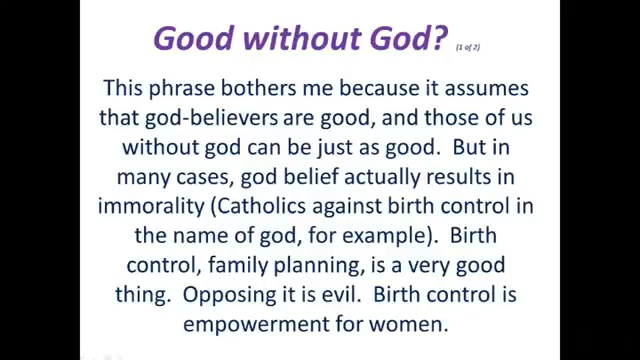 Good without God? (1 of 2)
This phrase bothers me because it assumes
that god-believers are good, and those of us
without god can be just as good.  But in
many cases, god belief actually results in
immorality (Catholics against birth control in
the name of god, for example).  Birth
control, family planning, is a very good
thing.  Opposing it is evil.  Birth control is
empowerment for women.